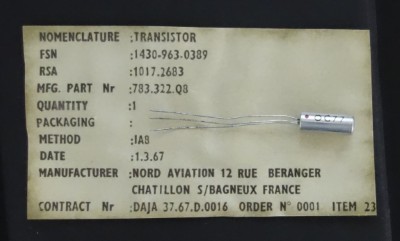 NOMENCLATURE :TRANSISTOR
FSN :1430-963-0389
RSA :1017.2683
MFG. PART Nr :783.322.Q8
QUANTITY :1
PACKAGING :
METHOD :IA8
DATE :1.3.67
MANUFACTURER :NORD AVIATION 12 RUE BERANGER
CHATILLON S/BAGNEUX FRANCE
CONTRACT Nr :DAJA 37.67.D.0016 ORDER N° 0001 ITEM 23
OC77